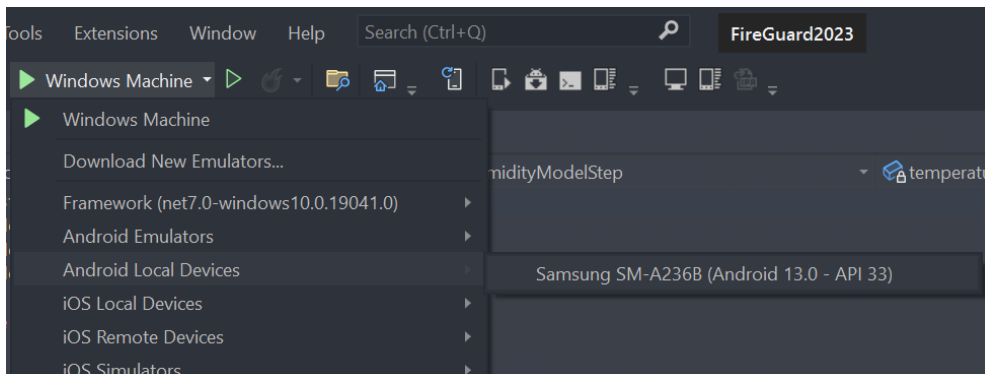 Tools Extensions Window Help Search (Ctrl+Q) FireGuard2023
Windows Machine
Windows Machine
Download New Emulators...
midityModelStep temperatu
Framework (net7.0-windows10.0.19041.0)
Android Emulators
Android Local Devices
Samsung SM-A236B (Android 13.0 - API 33)
iOS Local Devices
iOS Remote Devices
iOS Simulators